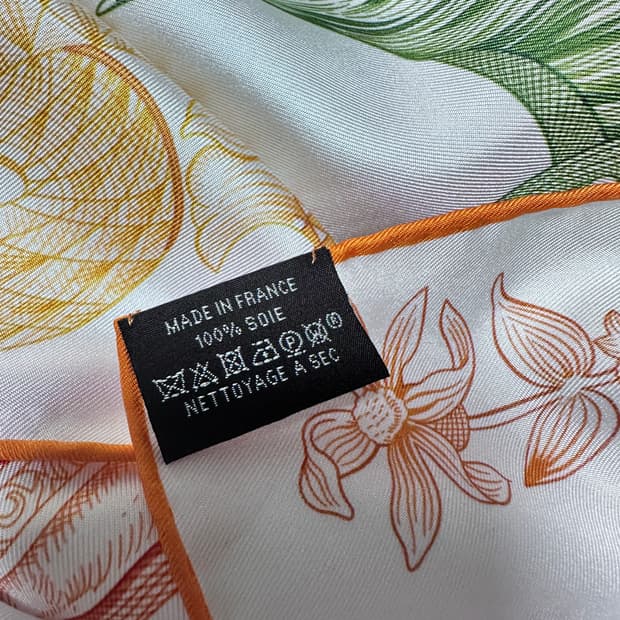 MADE IN FRANCE
100% SOIE
P ®
NETTOYAGE A SEC